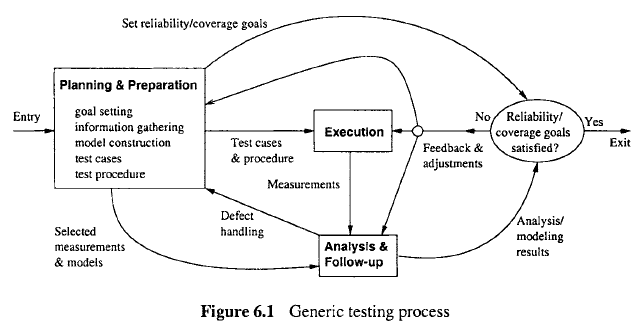 Set reliability/coverage goals
Planning & Preparation
goal setting
information gathering
model construction
test cases
test procedure
Entry
Test cases
& procedure
Execution
Measurements
No
Feedback &
adjustments
Reliability/
coverage goals
satisfied?
Yes
Exit
Defect
handling
Selected
measurements
& models
Analysis &
Follow-up
Analysis/
modeling
results
Figure 6.1 Generic testing process